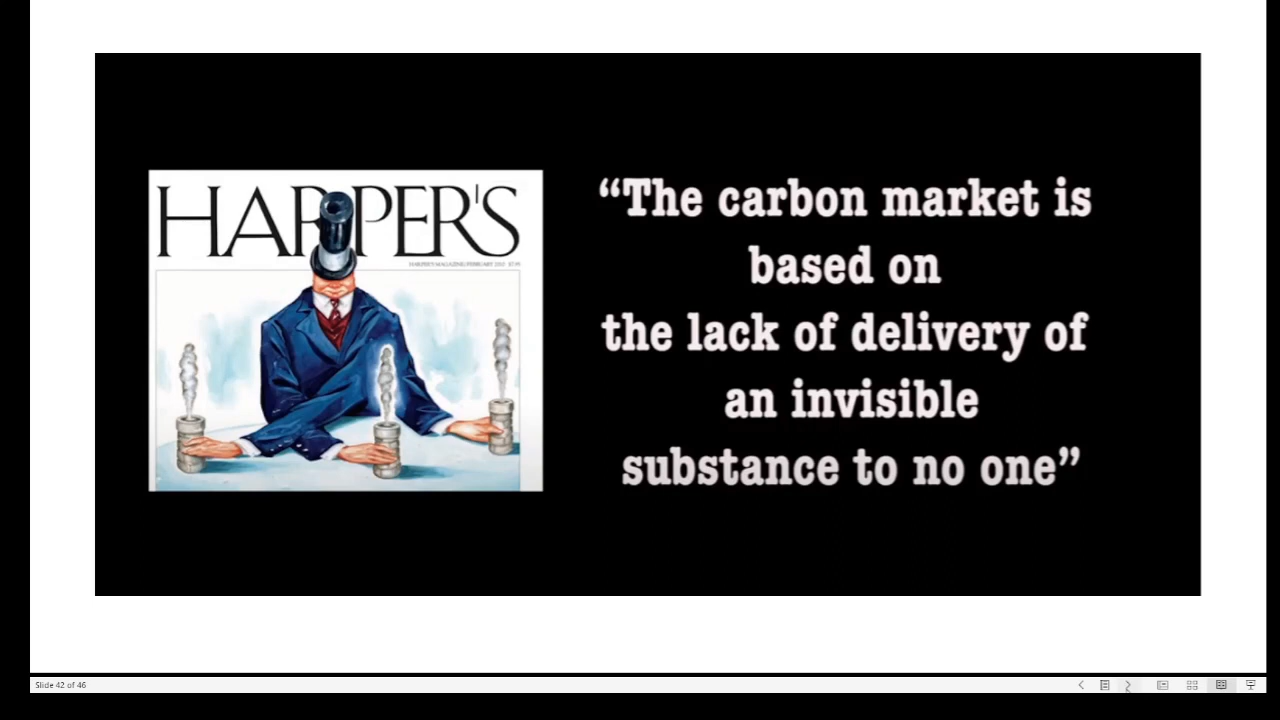 HARPER'S
“The carbon market is
based on
the lack of delivery of
an invisible
substance to no one”
Slide 42 of 46